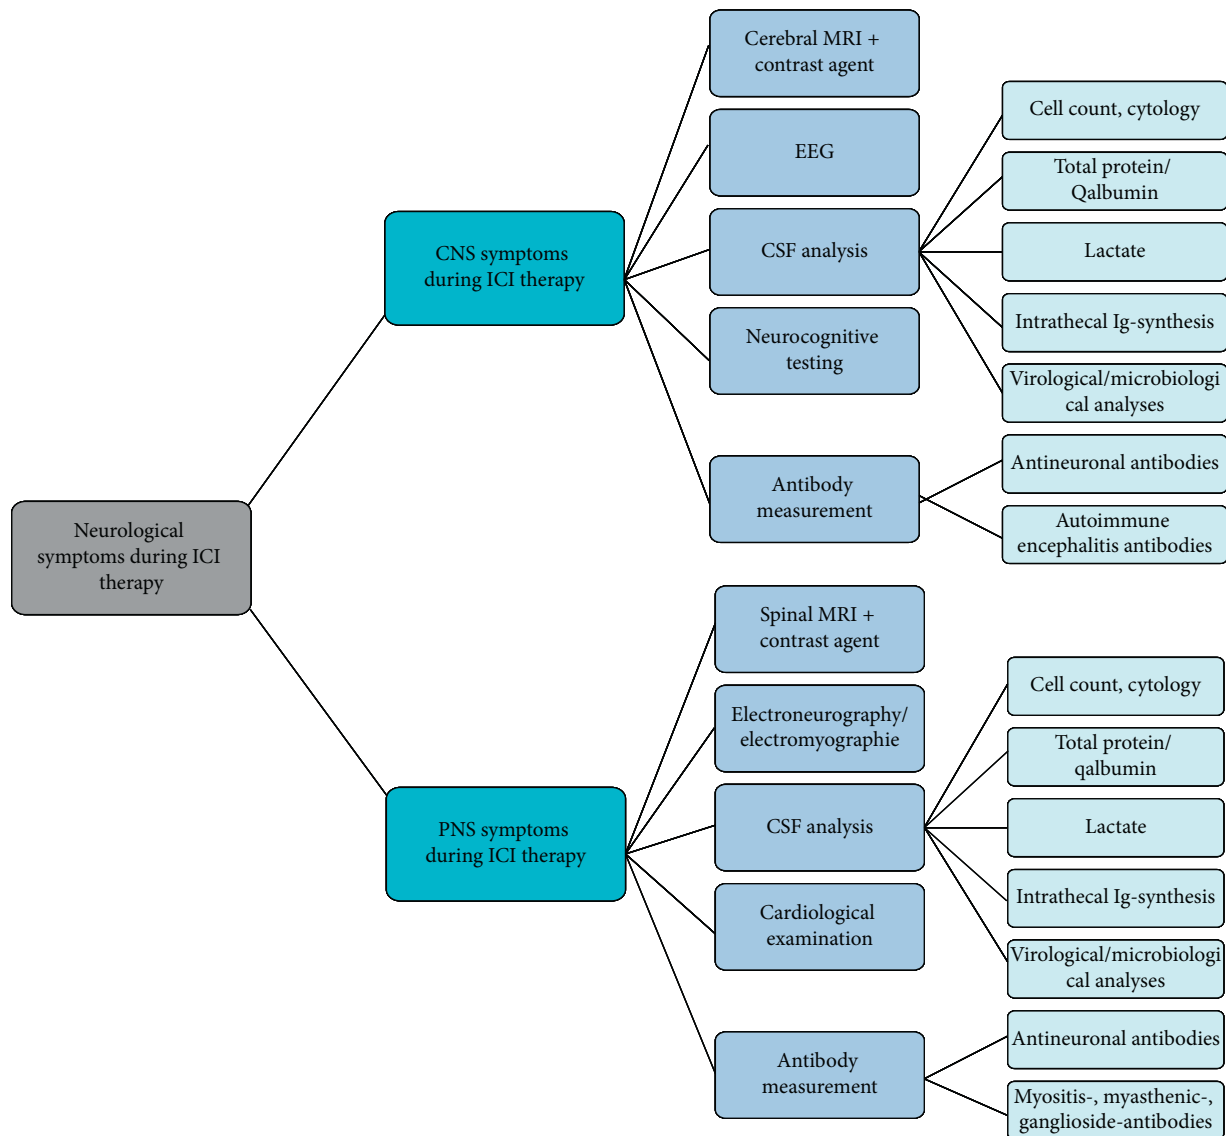 Neurological
symptoms during ICI
therapy
CNS symptoms
during ICI therapy
Cerebral MRI +
contrast agent
EEG
CSF analysis
Neurocognitive
testing
Antibody
measurement
Cell count, cytology
Total protein/
Qalbumin
Lactate
Intrathecal Ig-synthesis
Virological/microbiologi
cal analyses
Antineuronal antibodies
Autoimmune
encephalitis antibodies
PNS symptoms
during ICI therapy
Spinal MRI +
contrast agent
Electroneurography/
electromyographie
CSF analysis
Cardiological
examination
Antibody
measurement
Cell count, cytology
Total protein/
qalbumin
Lactate
Intrathecal Ig-synthesis
Virological/microbiologi
cal analyses
Antineuronal antibodies
Myositis-, myasthenic-,
ganglioside-antibodies